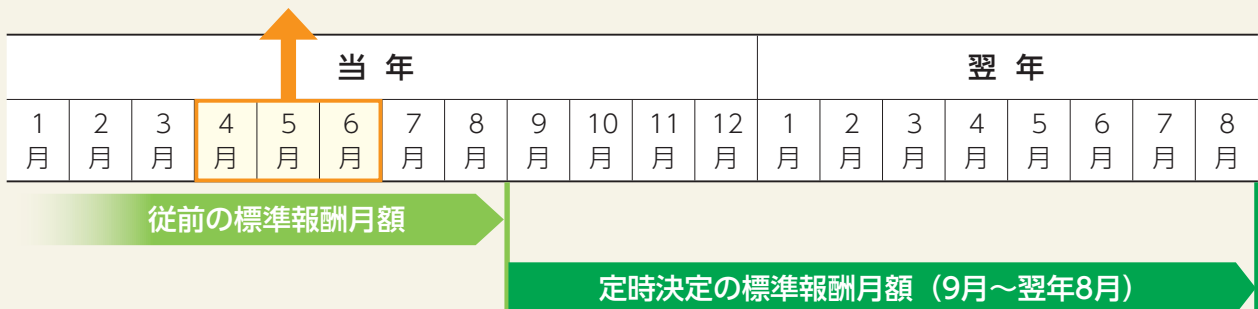 当年 翌年
1月 2月 3月 4月 5月 6月 7月 8月 9月 10月 11月 12月 1月 2月 3月 4月 5月 6月 7月 8月
従前の標準報酬月額
定時決定の標準報酬月額（9月〜翌年8月）